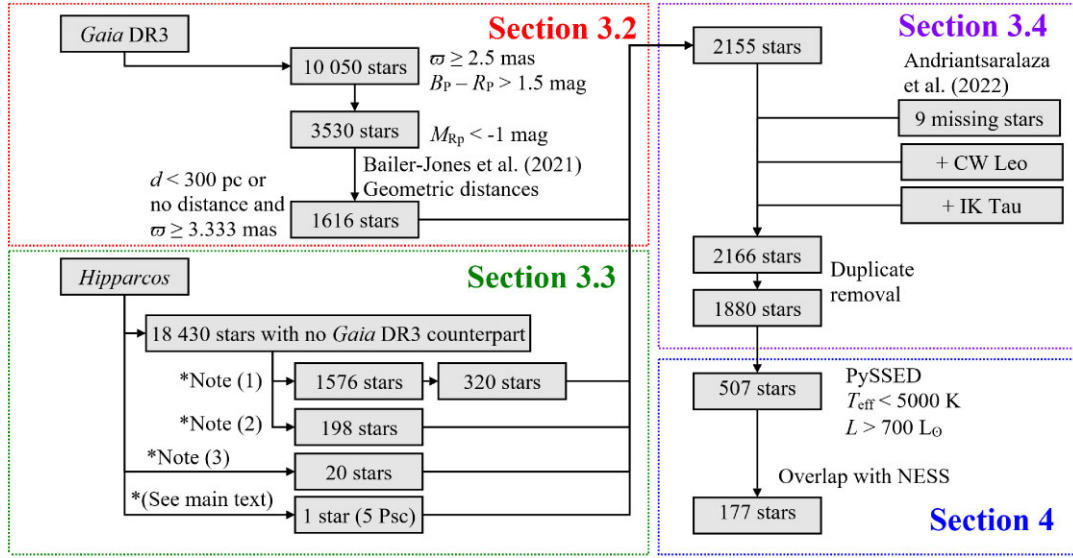 Section 3.2
Gaia DR3
10 050 stars
ϖ ≥ 2.5 mas
B_P – R_P > 1.5 mag
3530 stars
M_Rp < -1 mag
Bailer-Jones et al. (2021)
Geometric distances
d < 300 pc or
no distance and
ϖ ≥ 3.333 mas
1616 stars
Section 3.3
Hipparcos
18 430 stars with no Gaia DR3 counterpart
*Note (1)
1576 stars
320 stars
*Note (2)
198 stars
*Note (3)
20 stars
*(See main text)
1 star (5 Psc)
Section 3.4
2155 stars
Andriantsaralaza
et al. (2022)
9 missing stars
+ CW Leo
+ IK Tau
2166 stars
Duplicate
removal
1880 stars
507 stars
PySSED
T_eff < 5000 K
L > 700 L_⊙
Overlap with NESS
177 stars
Section 4